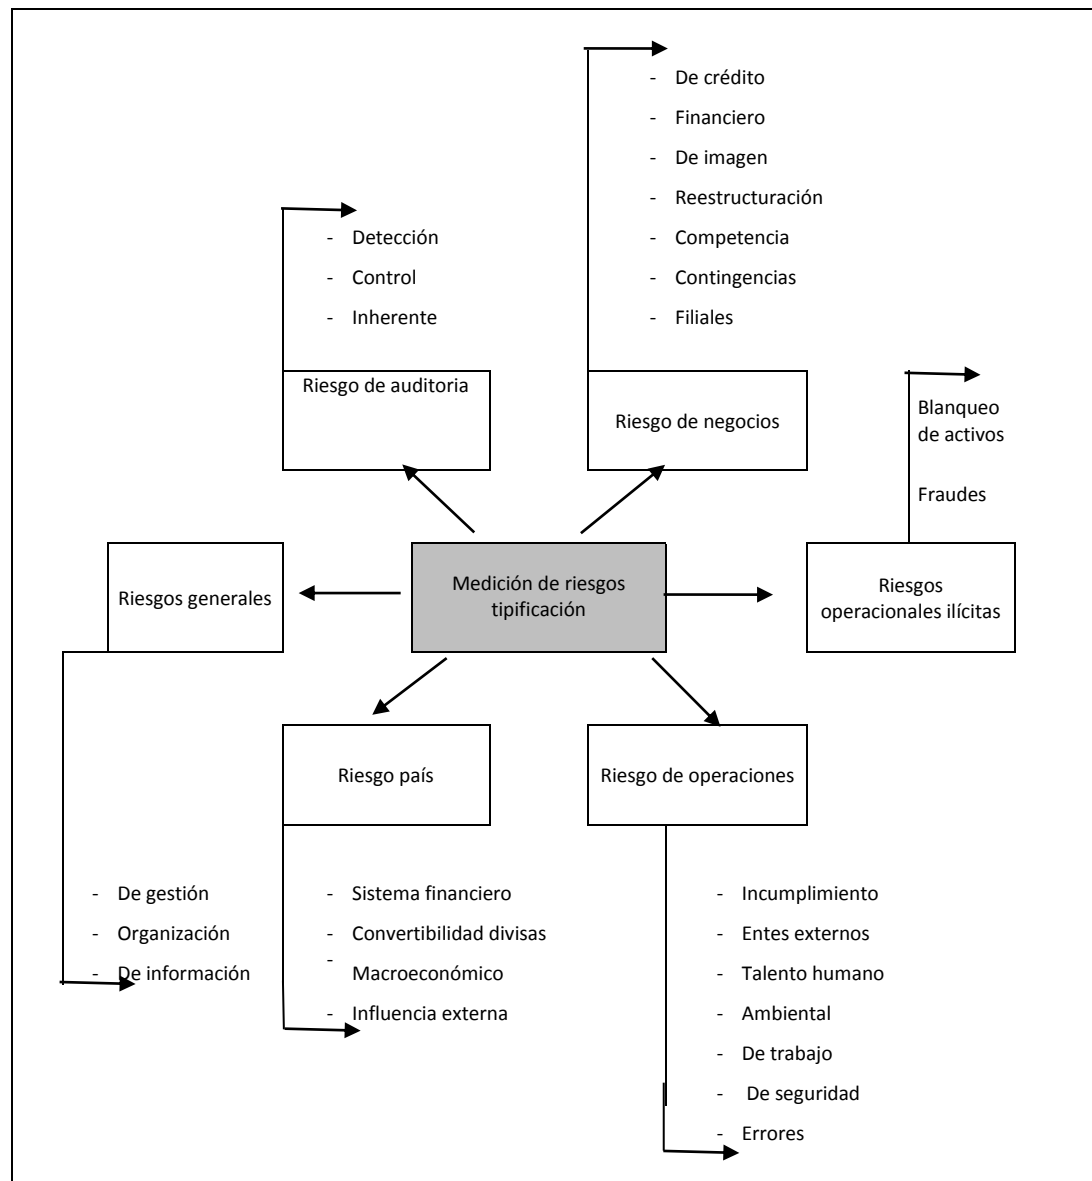 - De crédito
- Financiero
- De imagen
- Reestructuración
- Competencia
- Contingencias
- Filiales
- Detección
- Control
- Inherente
Riesgo de auditoria
Riesgo de negocios
Blanqueo
de activos
Fraudes
Medición de riesgos
tipificación
Riesgos generales
Riesgos
operacionales ilícitas
Riesgo país
Riesgo de operaciones
- De gestión
- Organización
- De información
- Sistema financiero
- Convertibilidad divisas
- Macroeconómico
- Influencia externa
- Incumplimiento
- Entes externos
- Talento humano
- Ambiental
- De trabajo
- De seguridad
- Errores